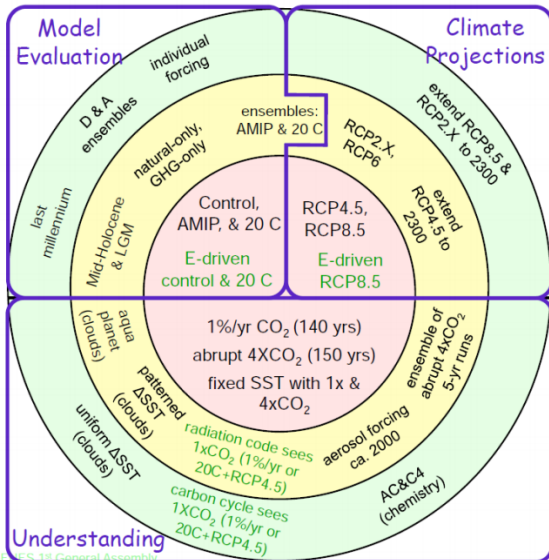 Model
Evaluation
Climate
Projections
individual
forcing
D & A
ensembles
last
millennium
ensembles:
AMIP & 20 C
natural-only,
GHG-only
Mid-Holocene
& LGM
RCP2.X,
RCP6
extend
RCP4.5 to
2300
extend RCP8.5 &
RCP2.X to 2300
Control,
AMIP, & 20 C
E-driven
control & 20 C
RCP4.5,
RCP8.5
E-driven
RCP8.5
1%/yr CO₂ (140 yrs)
abrupt 4XCO₂ (150 yrs)
fixed SST with 1x &
4xCO₂
aqua
planet
(clouds)
patterned
ΔSST
(clouds)
uniform ΔSST
(clouds)
radiation code sees
1xCO₂ (1%/yr or
20C+RCP4.5)
carbon cycle sees
1XCO₂ (1%/yr or
20C+RCP4.5)
aerosol forcing
ca. 2000
ensemble of
abrupt 4xCO₂
5-yr runs
AC&C4
(chemistry)
Understanding
1st General Assembly